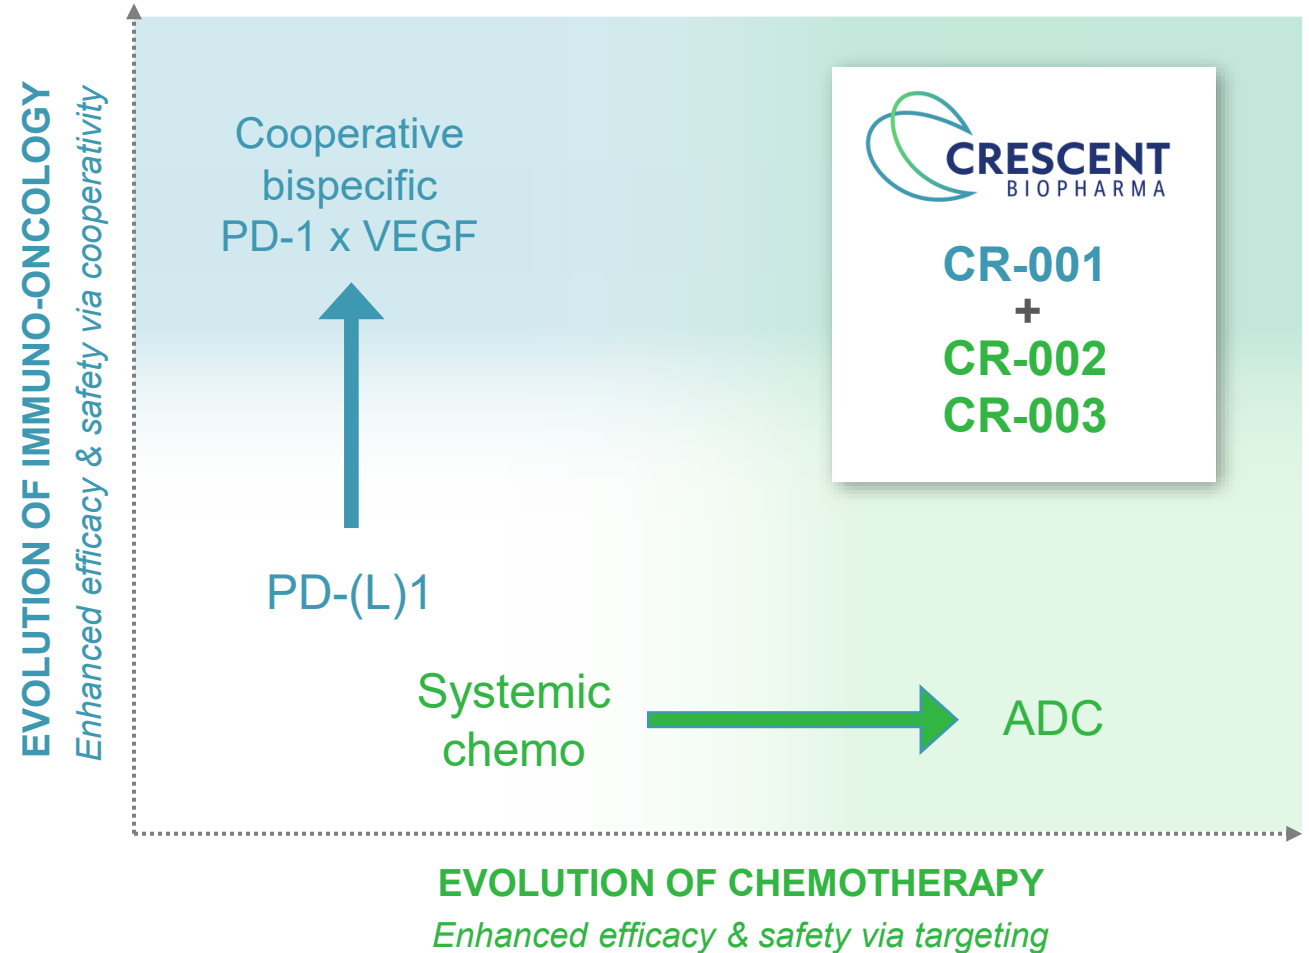 EVOLUTION OF IMMUNO-ONCOLOGY
Enhanced efficacy & safety via cooperativity
Cooperative
bispecific
PD-1 x VEGF
PD-(L)1
CRESCENT
BIOPHARMA
CR-001
+
CR-002
CR-003
Systemic
chemo
ADC
EVOLUTION OF CHEMOTHERAPY
Enhanced efficacy & safety via targeting